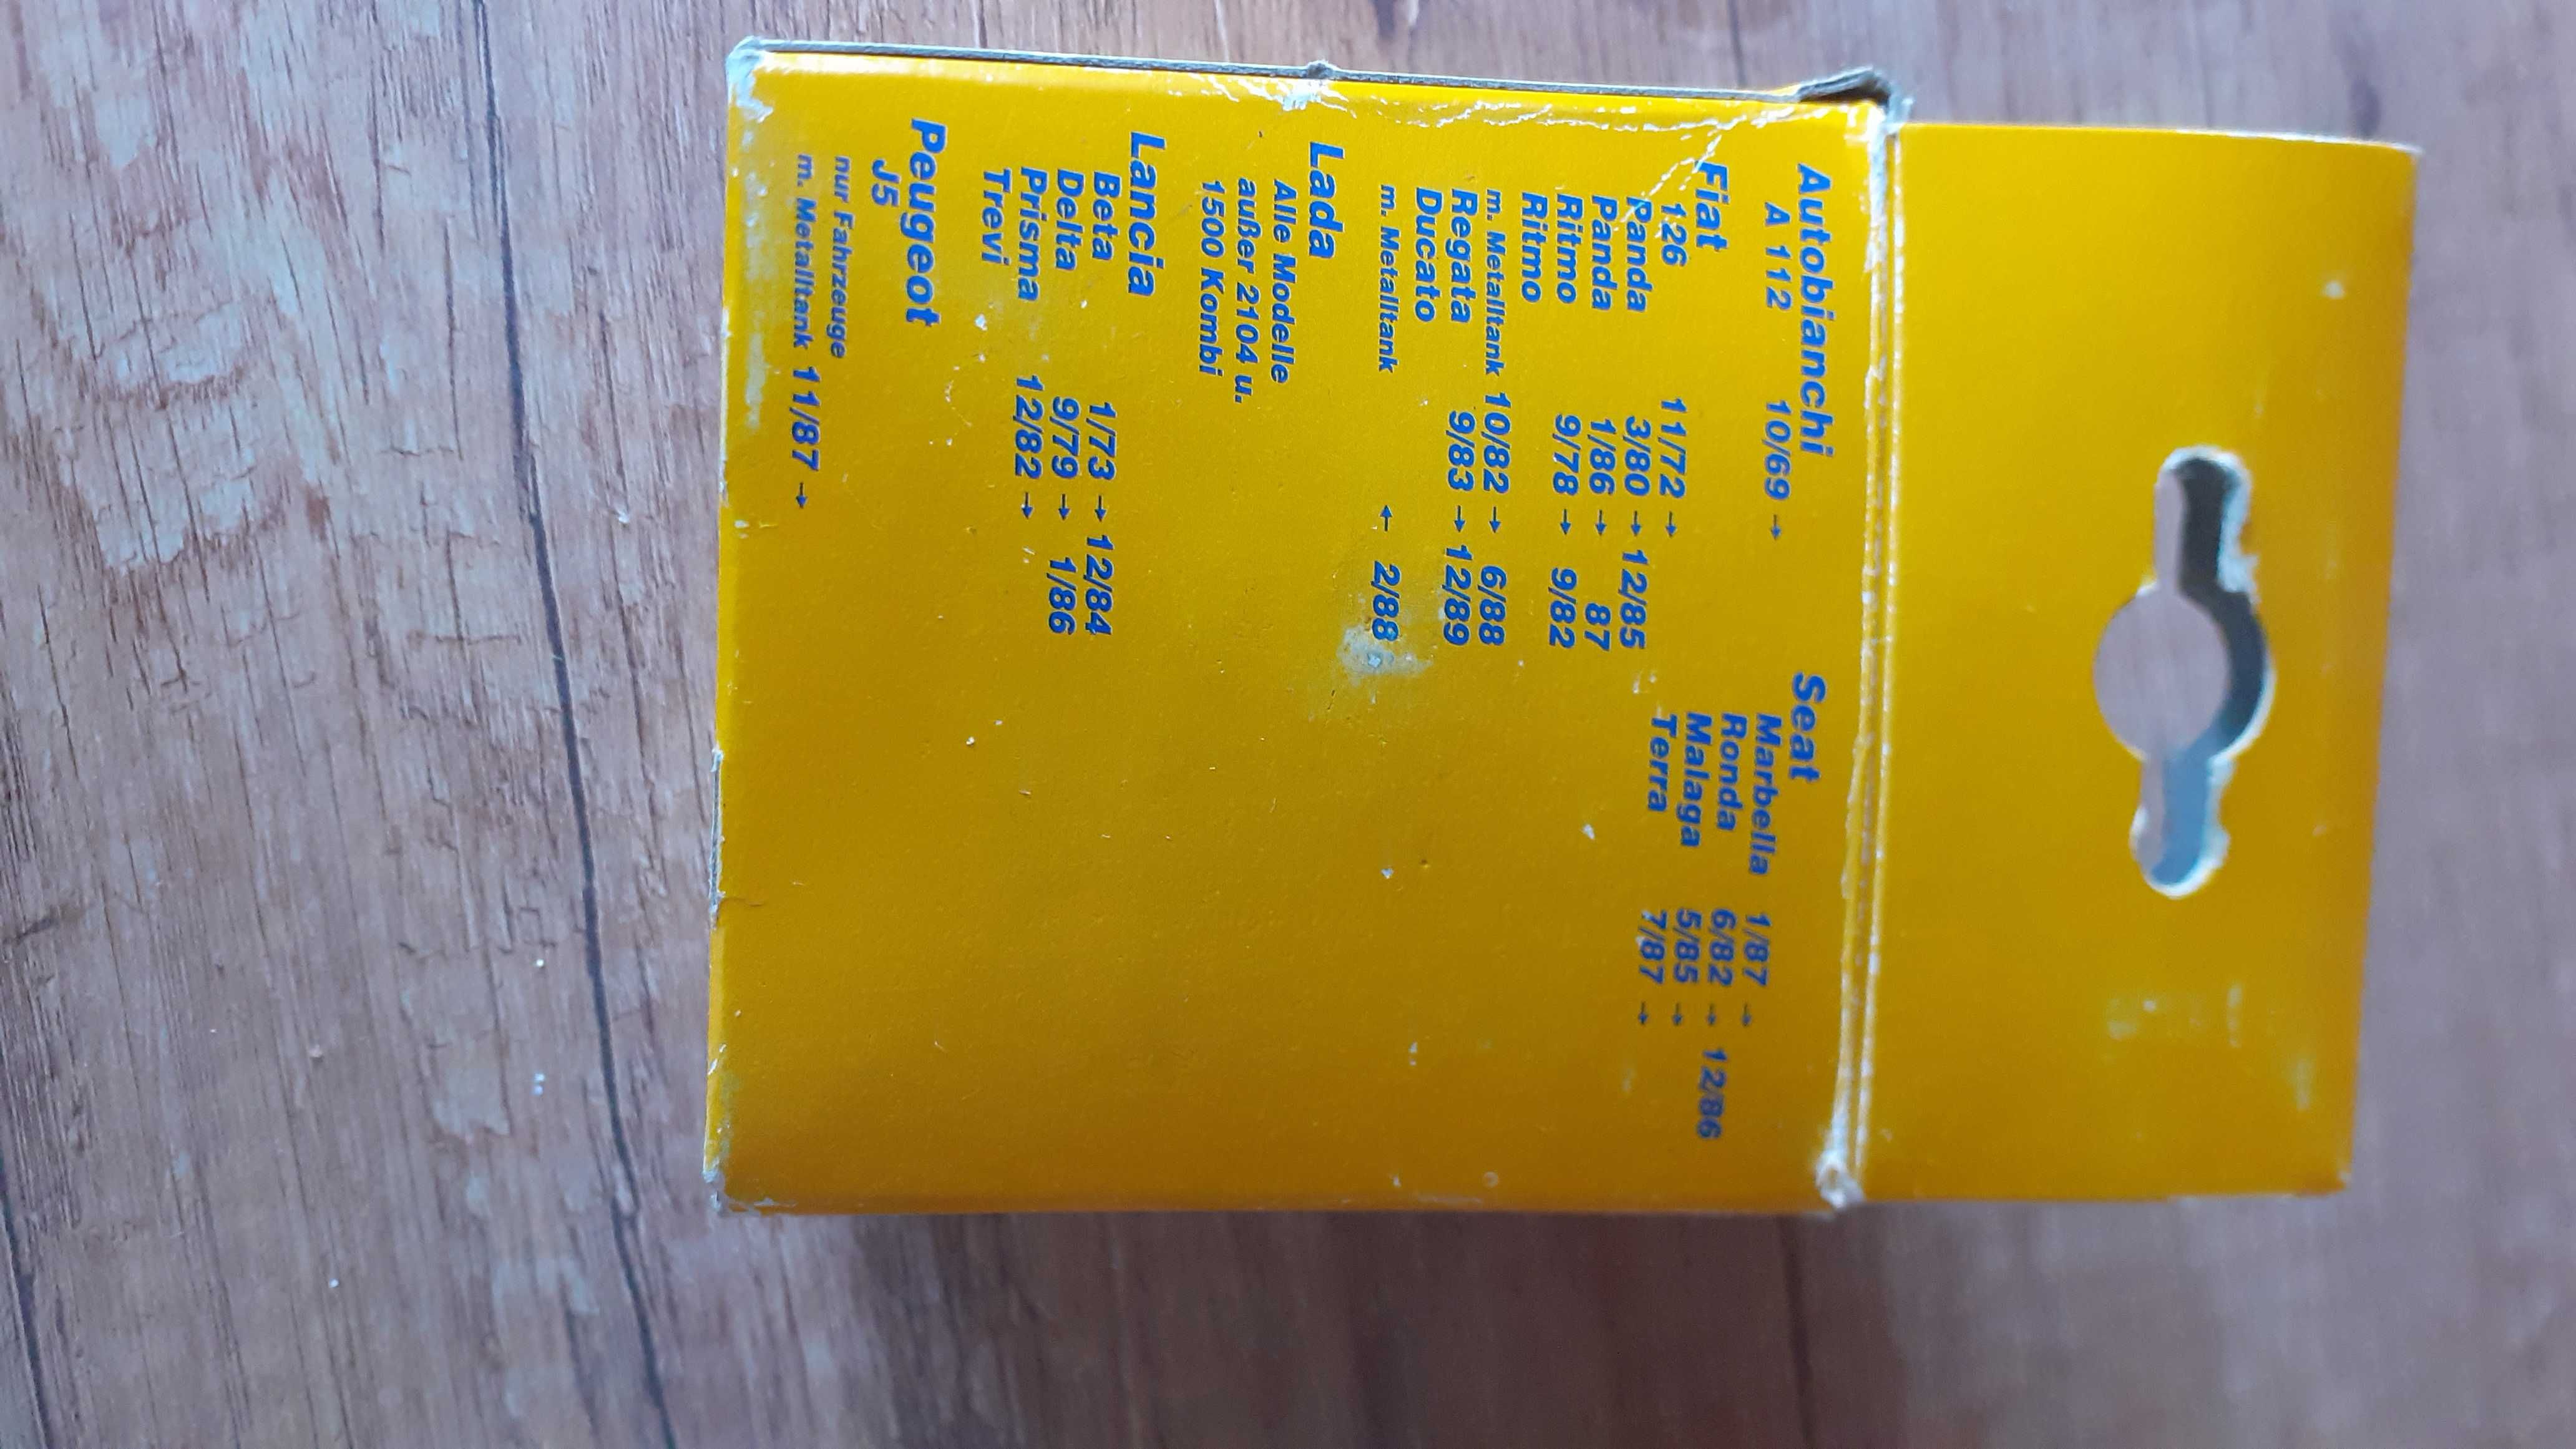 Autobianchi
A 112 10/69 →
Fiat
126 11/72 →
Panda 3/80 → 12/85
Panda 1/86 → 87
Ritmo 9/78 → 9/82
Ritmo
m. Metalltank 10/82 → 6/88
Regata 9/83 → 12/89
Ducato
m. Metalltank ← 2/88
Lada
Alle Modelle
außer 2104 u.
1500 Kombi
Lancia
Beta 1/73 → 12/84
Delta 9/79 → 1/86
Prisma 12/82 →
Trevi
Peugeot
J5
nur Fahrzeuge
m. Metalltank 11/87 →
Seat
Marbella 1/87 →
Ronda 6/82 → 12/86
Malaga 5/85 →
Terra 7/87 →